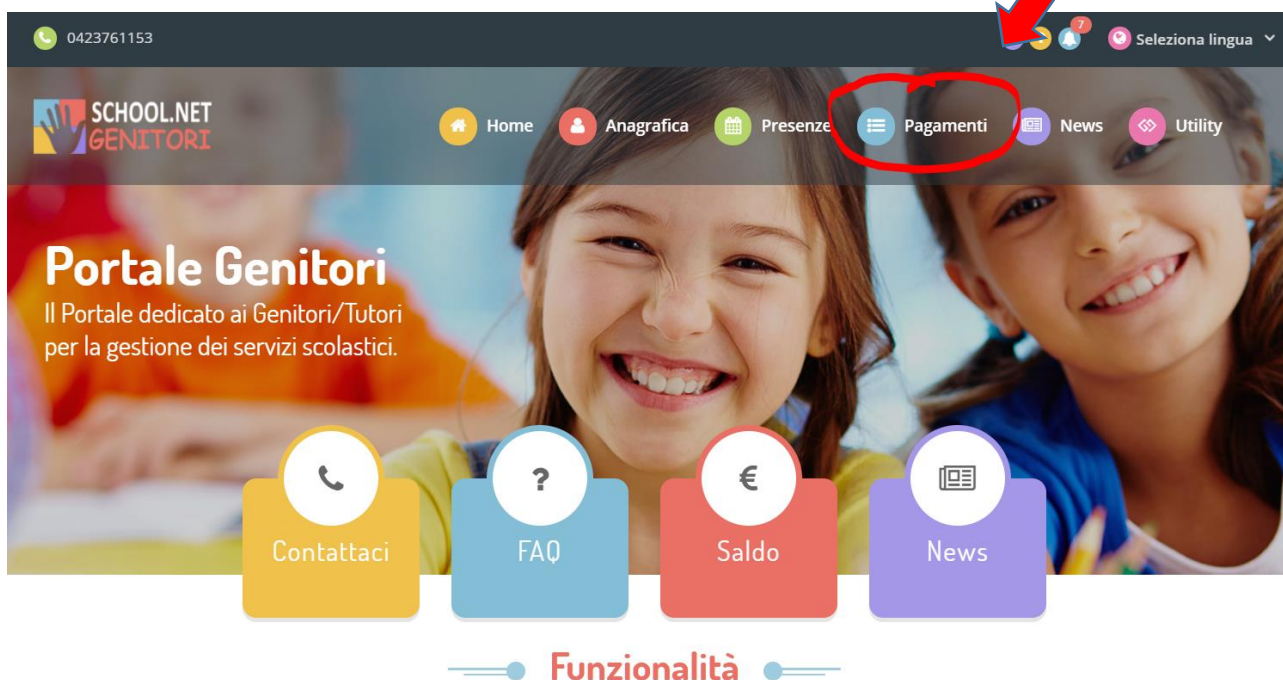 0423761153
7
Seleziona lingua
SCHOOL.NET
GENITORI
Home Anagrafica Presenze Pagamenti News Utility
Portale Genitori
Il Portale dedicato ai Genitori/Tutori
per la gestione dei servizi scolastici.
? €
Contattaci FAQ Saldo News
Funzionalità